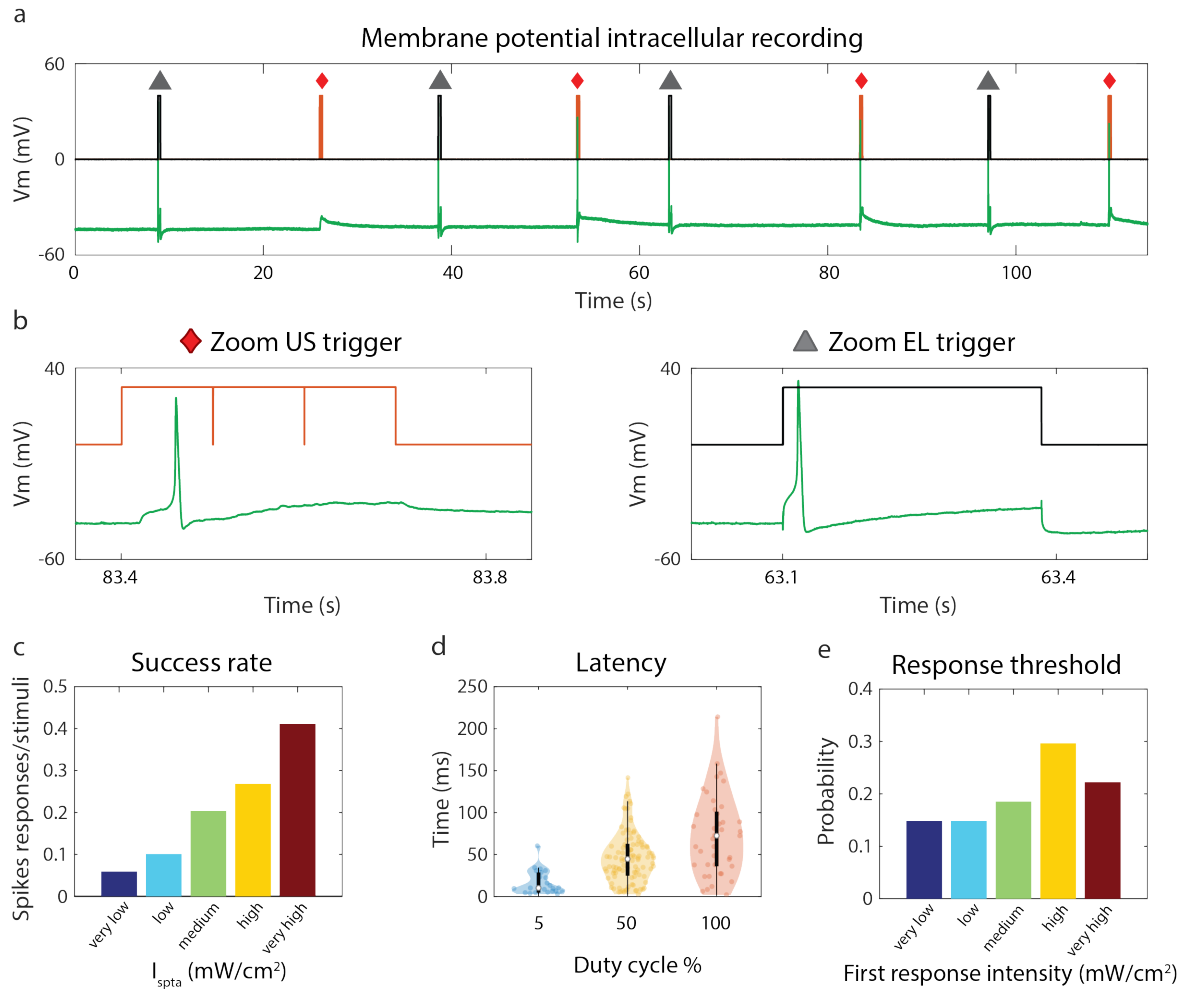 a
Membrane potential intracellular recording
60
0
-60
Vm (mV)
0 20 40 60 80 100
Time (s)
b
Zoom US trigger
40
-60
Vm (mV)
83.4 83.8
Time (s)
Zoom EL trigger
40
-60
Vm (mV)
63.1 63.4
Time (s)
c
Success rate
0.5
0.4
0.3
0.2
0.1
0
Spikes responses/stimuli
very low low medium high very high
Ispta (mW/cm²)
d
Latency
250
200
150
100
50
0
Time (ms)
5 50 100
Duty cycle %
e
Response threshold
0.4
0.3
0.2
0.1
0
Probability
very low low medium high very high
First response intensity (mW/cm²)